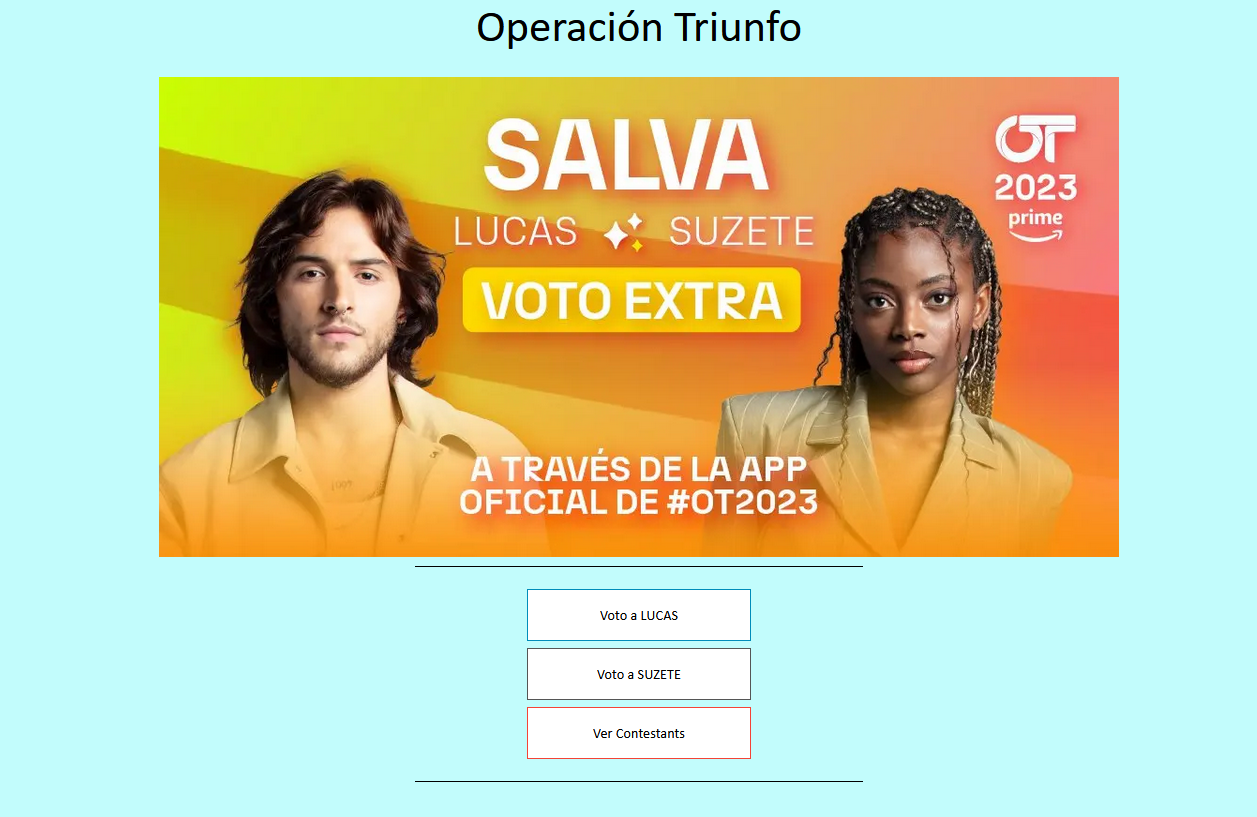 Operación Triunfo
SALVA
LUCAS SUZETE
VOTO EXTRA
OT
2023
prime
A TRAVÉS DE LA APP
OFICIAL DE #OT2023
Voto a LUCAS
Voto a SUZETE
Ver Contestants